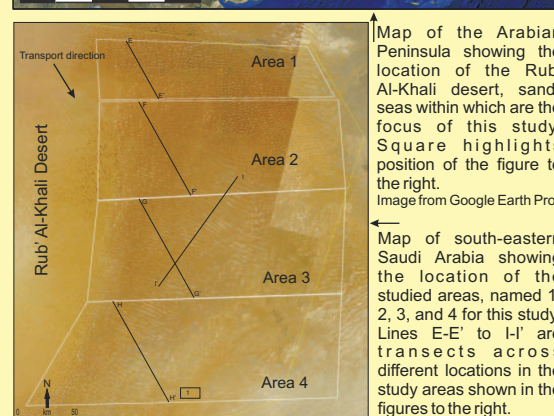 Transport direction
Rub' Al-Khali Desert
Area 1
Area 2
Area 3
Area 4
E
E'
F
F'
G
G'
H
H'
I
I'
1
N
0 km 50
Map of the Arabian
Peninsula showing the
location of the Rub'
Al-Khali desert, sand
seas within which are the
focus of this study.
Square highlights
position of the figure to
the right.
Image from Google Earth Pro
Map of south-eastern
Saudi Arabia showing
the location of the
studied areas, named 1,
2, 3, and 4 for this study.
Lines E-E’ to I-I’ are
transects across
different locations in the
study areas shown in the
figures to the right.